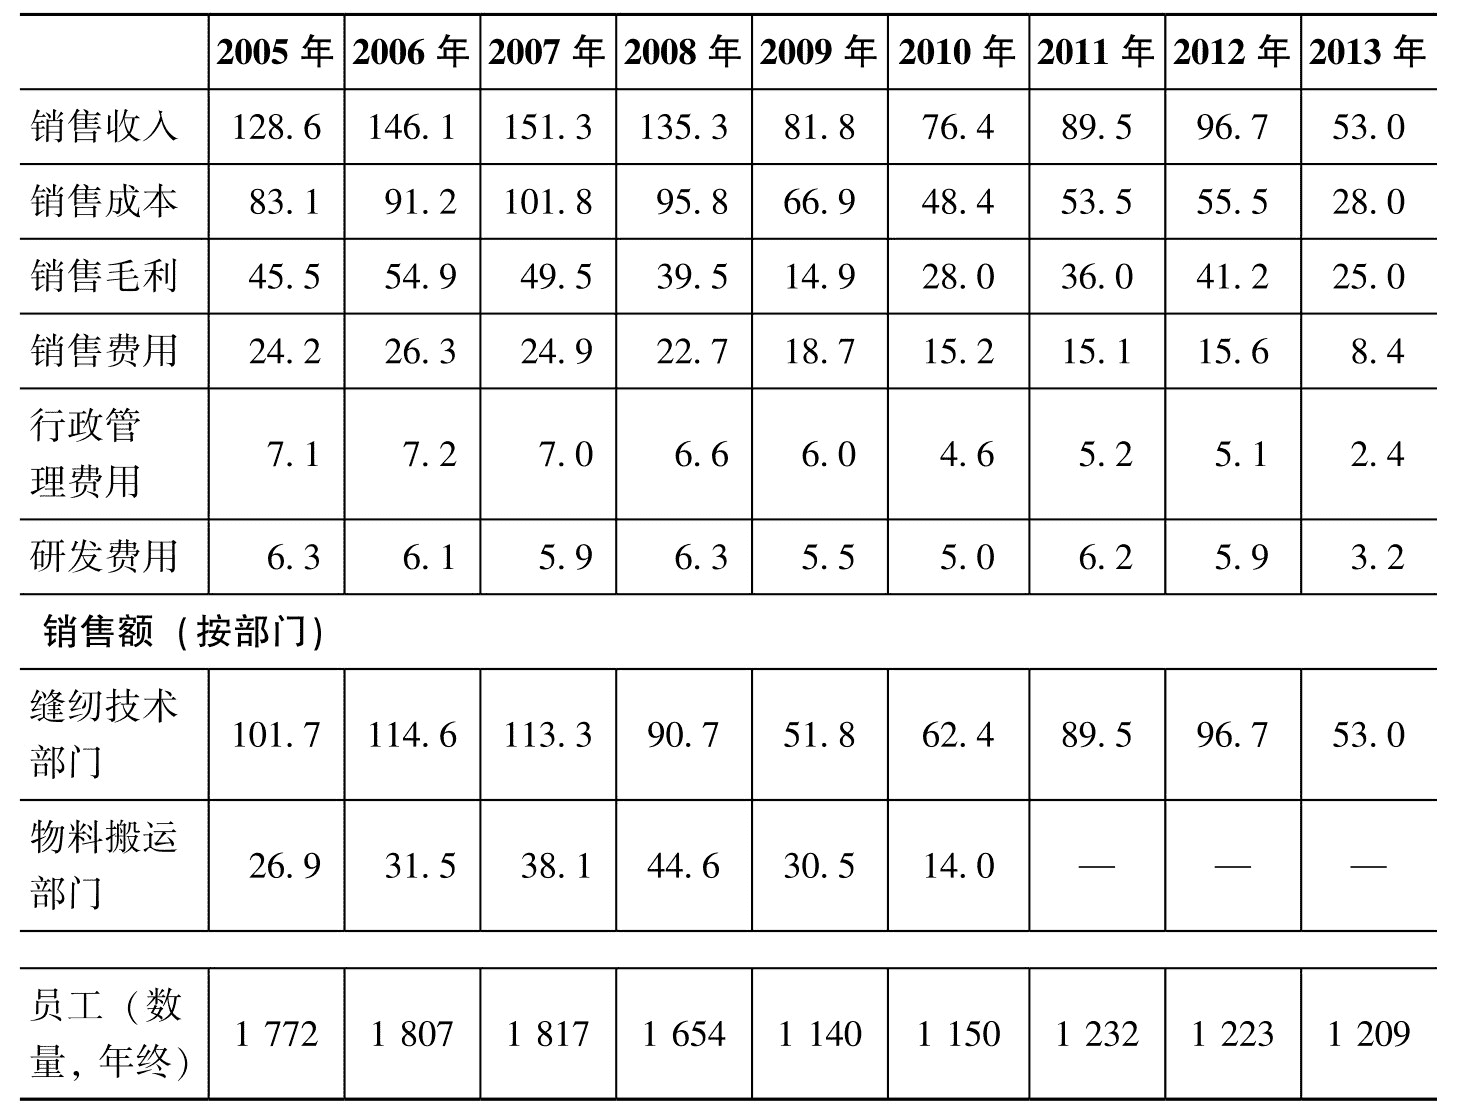 2005 年 2006 年 2007 年 2008 年 2009 年 2010 年 2011 年 2012 年 2013 年
销售收入 128.6 146.1 151.3 135.3 81.8 76.4 89.5 96.7 53.0
销售成本 83.1 91.2 101.8 95.8 66.9 48.4 53.5 55.5 28.0
销售毛利 45.5 54.9 49.5 39.5 14.9 28.0 36.0 41.2 25.0
销售费用 24.2 26.3 24.9 22.7 18.7 15.2 15.1 15.6 8.4
行政管
理费用 7.1 7.2 7.0 6.6 6.0 4.6 5.2 5.1 2.4
研发费用 6.3 6.1 5.9 6.3 5.5 5.0 6.2 5.9 3.2
销售额（按部门）
缝纫技术
部门 101.7 114.6 113.3 90.7 51.8 62.4 89.5 96.7 53.0
物料搬运
部门 26.9 31.5 38.1 44.6 30.5 14.0 — — —
员工（数
量，年终） 1 772 1 807 1 817 1 654 1 140 1 150 1 232 1 223 1 209